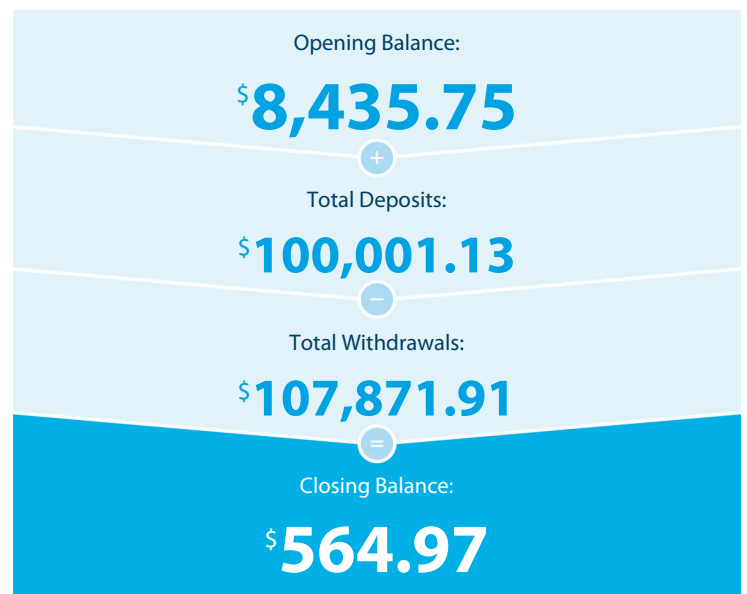 Opening Balance:
$8,435.75
+
Total Deposits:
$100,001.13
−
Total Withdrawals:
$107,871.91
=
Closing Balance:
$564.97